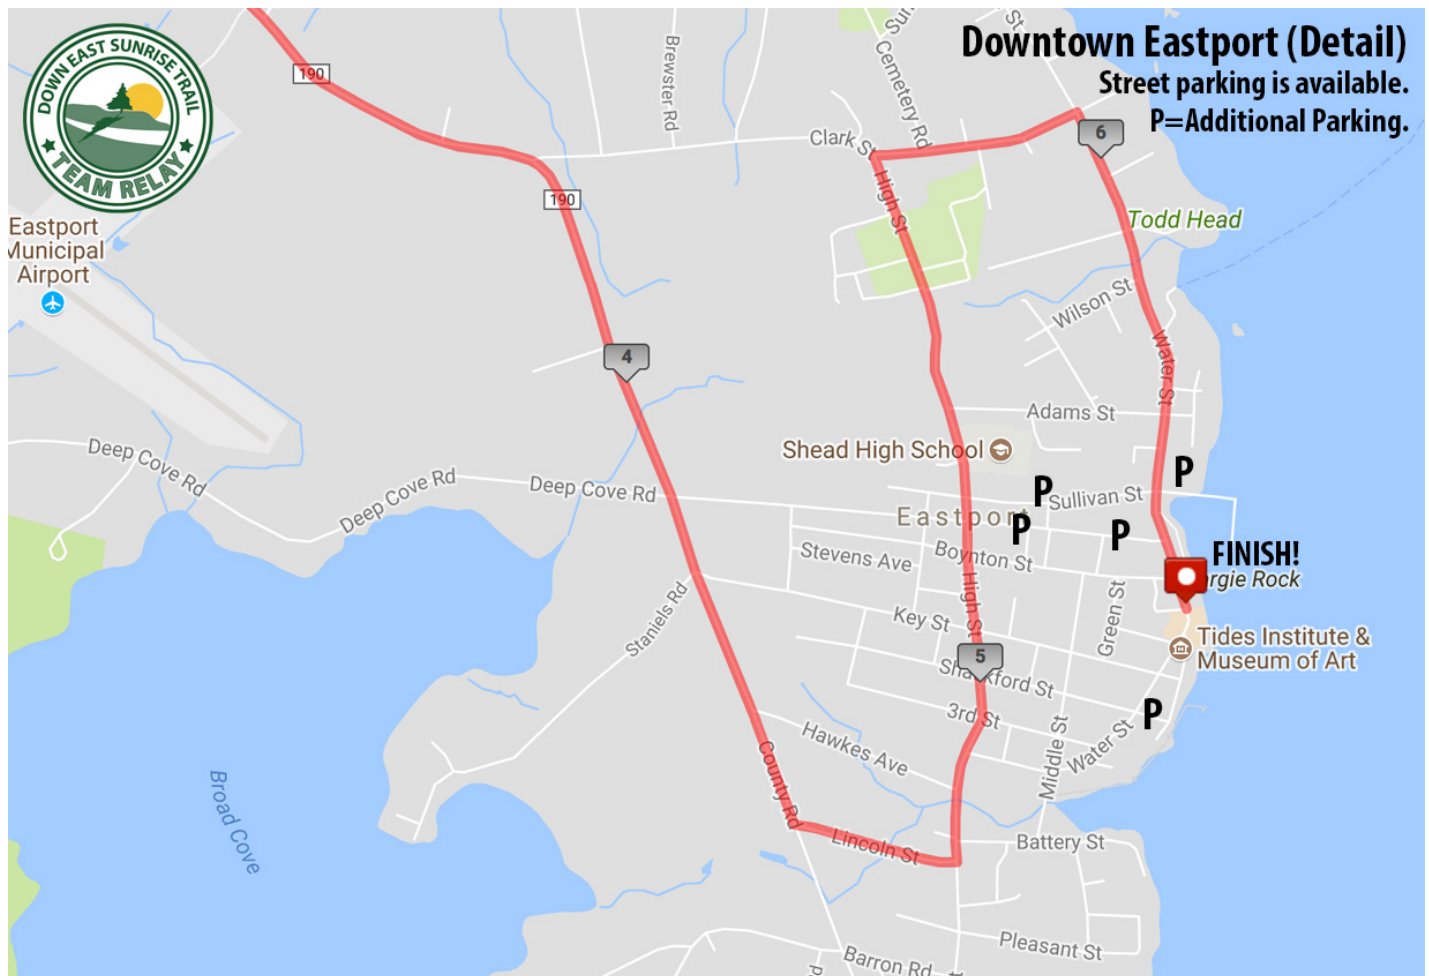 Downtown Eastport (Detail)
Street parking is available.
P=Additional Parking.
DOWN EAST SUNRISE TRAIL
TEAM RELAY
190
190
Brewster Rd
Cemetery Rd
St
Clark St
High St
6
Todd Head
Eastport
Municipal
Airport
Wilson St
Water St
4
Adams St
Shead High School
Deep Cove Rd
Deep Cove Rd
Deep Cove Rd
P
P
Sullivan St
Eastport
P
P
Stevens Ave
Boynton St
FINISH!
argie Rock
High St
Green St
Key St
Staniels Rd
5
Tides Institute &
Museum of Art
Shackford St
3rd St
P
Middle St
Water St
Hawkes Ave
County Rd
Broad Cove
Lincoln St
Battery St
Pleasant St
Barron Rd